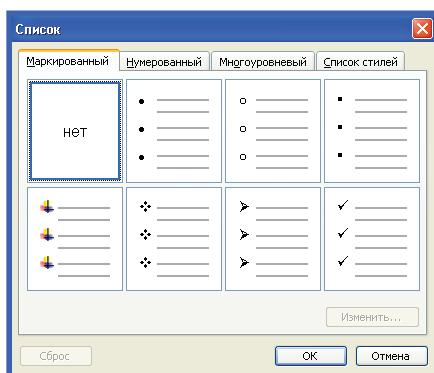 Список
Маркированный Нумерованный Многоуровневый Список стилей
нет
Изменить...
Сброс ОК Отмена